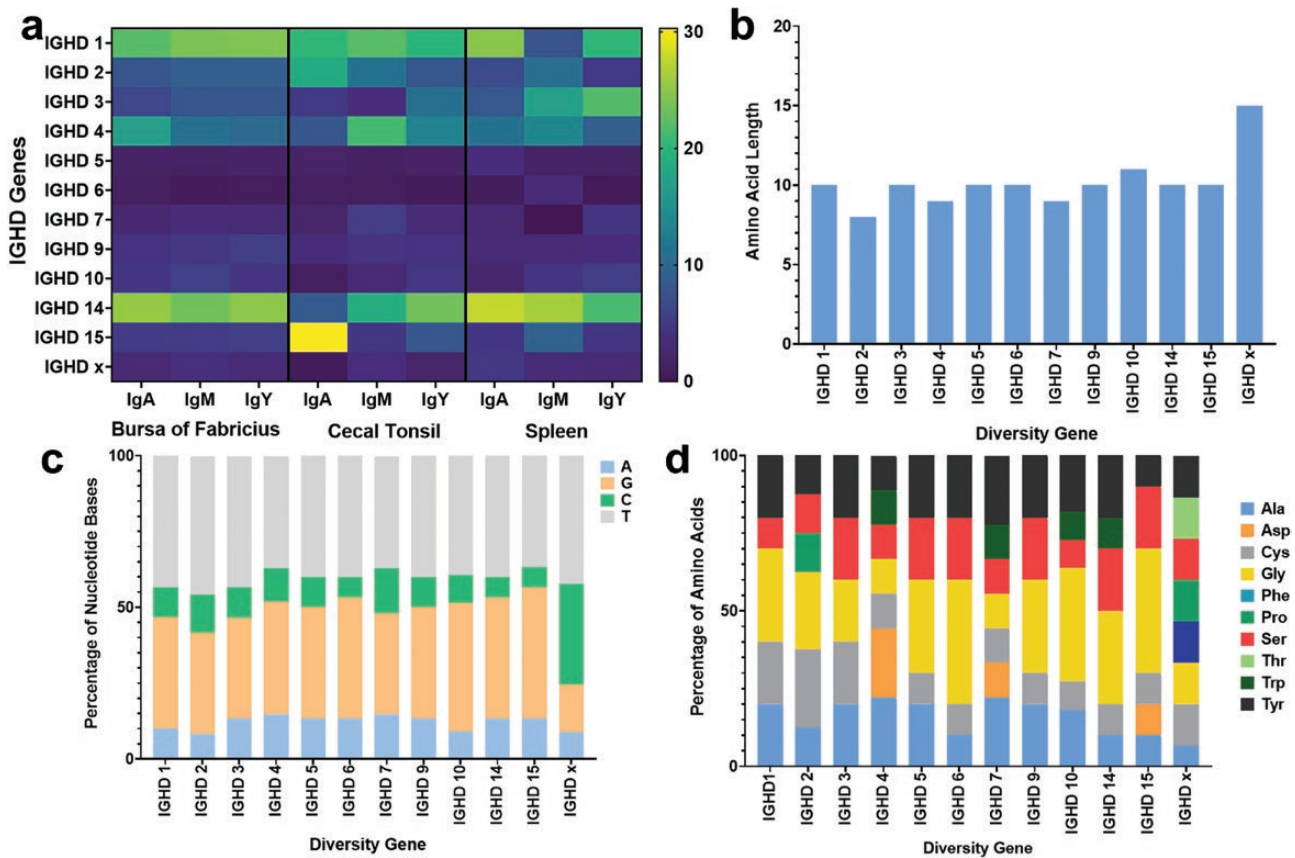 a
IGHD Genes
IGHD 1
IGHD 2
IGHD 3
IGHD 4
IGHD 5
IGHD 6
IGHD 7
IGHD 9
IGHD 10
IGHD 14
IGHD 15
IGHD x
IgA IgM IgY IgA IgM IgY IgA IgM IgY
Bursa of Fabricius Cecal Tonsil Spleen
30
20
10
0
b
Amino Acid Length
20
15
10
5
0
IGHD 1
IGHD 2
IGHD 3
IGHD 4
IGHD 5
IGHD 6
IGHD 7
IGHD 9
IGHD 10
IGHD 14
IGHD 15
IGHD x
Diversity Gene
c
Percentage of Nucleotide Bases
100
50
0
A
G
C
T
IGHD 1
IGHD 2
IGHD 3
IGHD 4
IGHD 5
IGHD 6
IGHD 7
IGHD 9
IGHD 10
IGHD 14
IGHD 15
IGHD x
Diversity Gene
d
Percentage of Amino Acids
100
50
0
Ala
Asp
Cys
Gly
Phe
Pro
Ser
Thr
Trp
Tyr
IGHD1-
IGHD 2-
IGHD 3-
IGHD 4-
IGHD 5-
IGHD 6-
IGHD 7-
IGHD 9-
IGHD 10-
IGHD 14-
IGHD 15-
IGHD x-
Diversity Gene